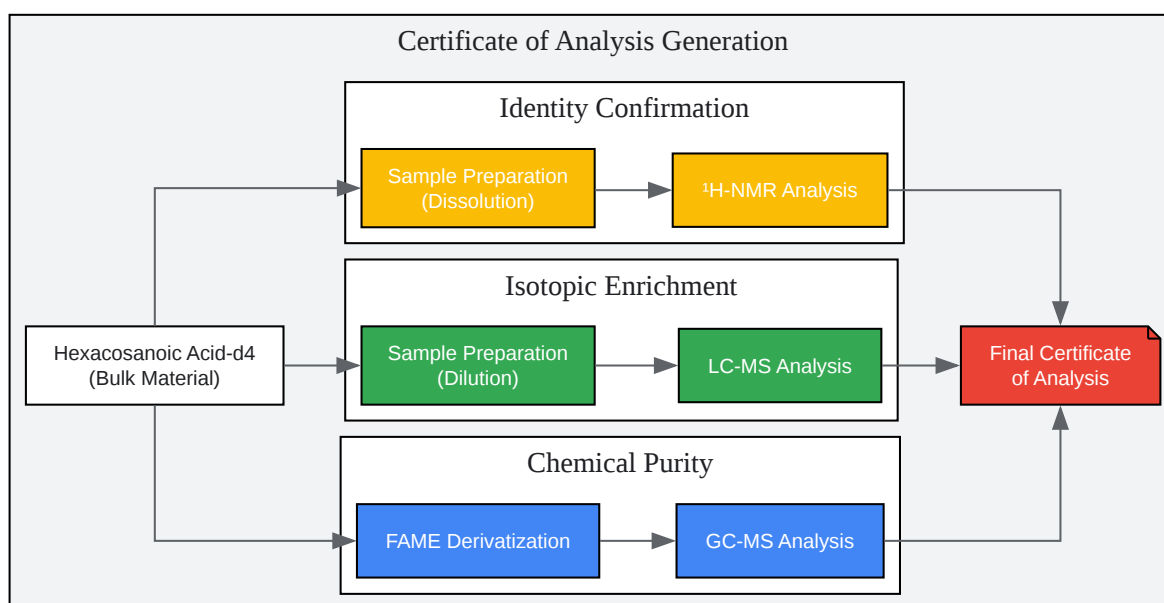 Certificate of Analysis Generation
Identity Confirmation
Sample Preparation
(Dissolution)
¹H-NMR Analysis
Isotopic Enrichment
Hexacosanoic Acid-d4
(Bulk Material)
Sample Preparation
(Dilution)
LC-MS Analysis
Final Certificate
of Analysis
Chemical Purity
FAME Derivatization
GC-MS Analysis